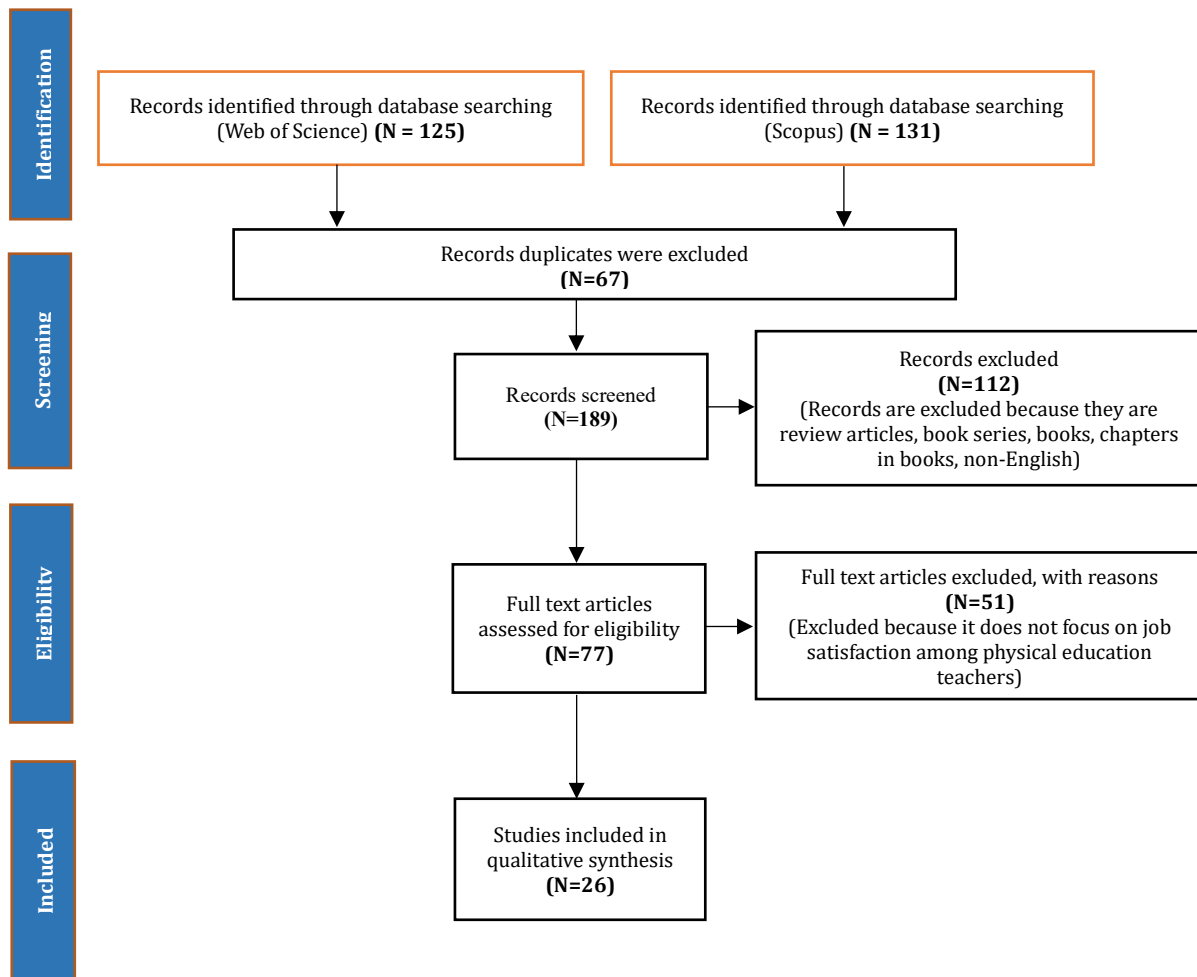 Identification
Records identified through database searching
(Web of Science) (N = 125)
Records identified through database searching
(Scopus) (N = 131)
Screening
Records duplicates were excluded
(N=67)
Records screened
(N=189)
Records excluded
(N=112)
(Records are excluded because they are
review articles, book series, books, chapters
in books, non-English)
Eligibility
Full text articles
assessed for eligibility
(N=77)
Full text articles excluded, with reasons
(N=51)
(Excluded because it does not focus on job
satisfaction among physical education
teachers)
Included
Studies included in
qualitative synthesis
(N=26)